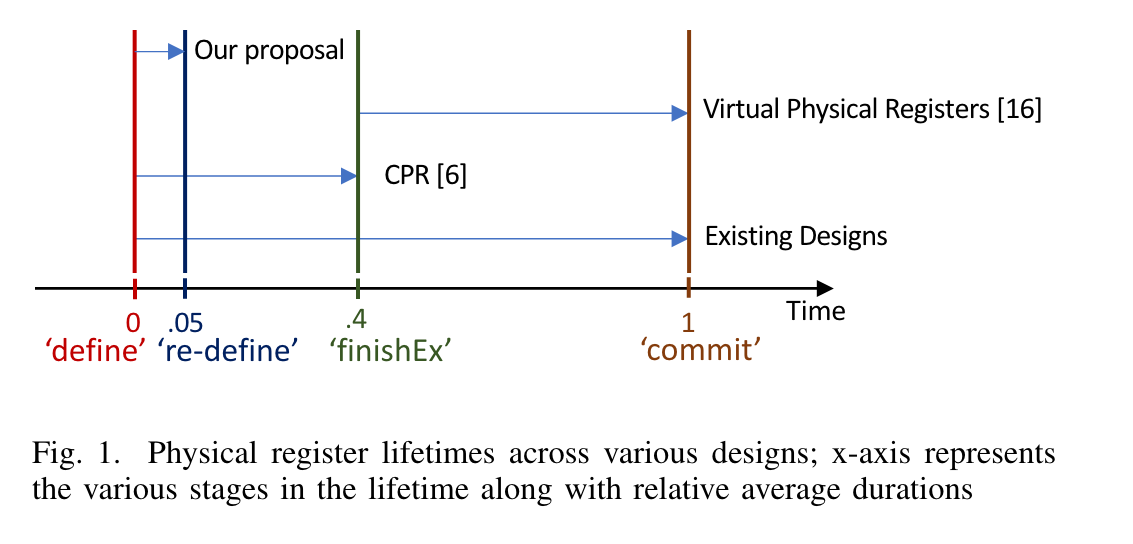 Our proposal
Virtual Physical Registers [16]
CPR [6]
Existing Designs
Time
0 .05 .4 1
‘define’ ‘re-define’ ‘finishEx’ ‘commit’
Fig. 1. Physical register lifetimes across various designs; x-axis represents
the various stages in the lifetime along with relative average durations